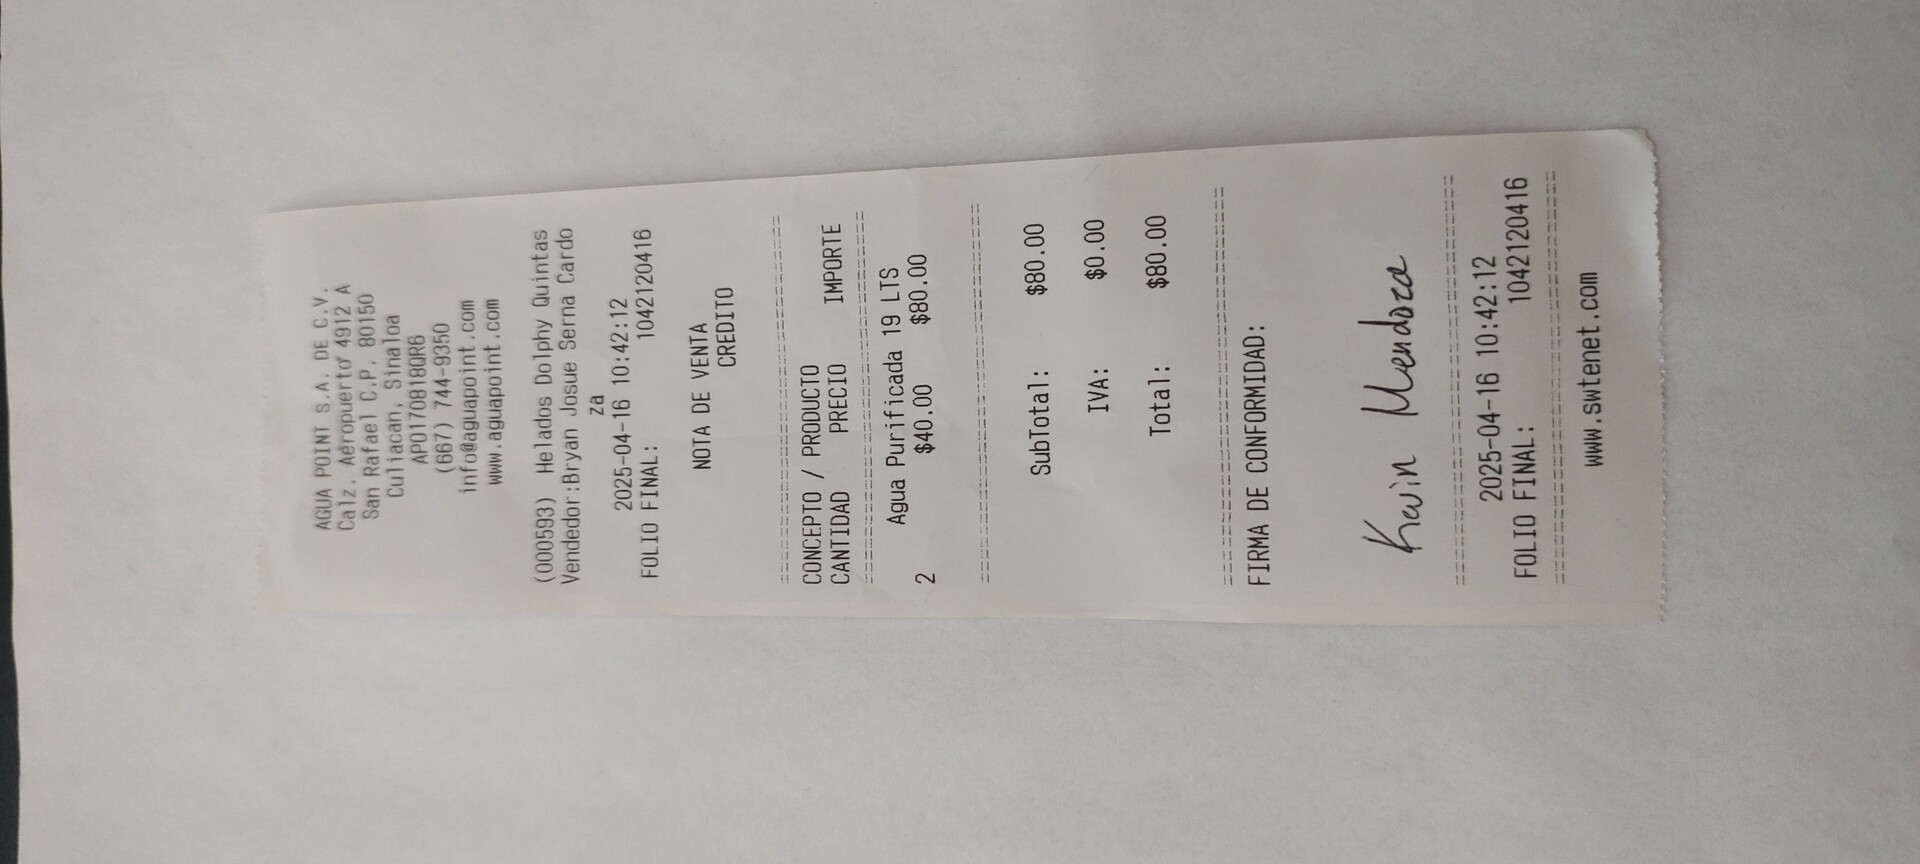 AGUA POINT S.A. DE C.V.
Calz. Aeropuerto 4912 A
San Rafael C.P. 80150
Culiacan, Sinaloa
APO170818QR6
(667) 744-9350
info@aguapoint.com
www.aguapoint.com
(000593) Helados Dolphy Quintas
Vendedor:Bryan Josue Serna Cardo
za
2025-04-16 10:42:12
FOLIO FINAL: 1042120416
NOTA DE VENTA
CREDITO
================================
CONCEPTO / PRODUCTO
CANTIDAD PRECIO IMPORTE
================================
Agua Purificada 19 LTS
2 $40.00 $80.00
================================
SubTotal: $80.00
IVA: $0.00
Total: $80.00
================================
FIRMA DE CONFORMIDAD:
Kevin Mendoza
================================
2025-04-16 10:42:12
FOLIO FINAL: 1042120416
================================
www.swtenet.com